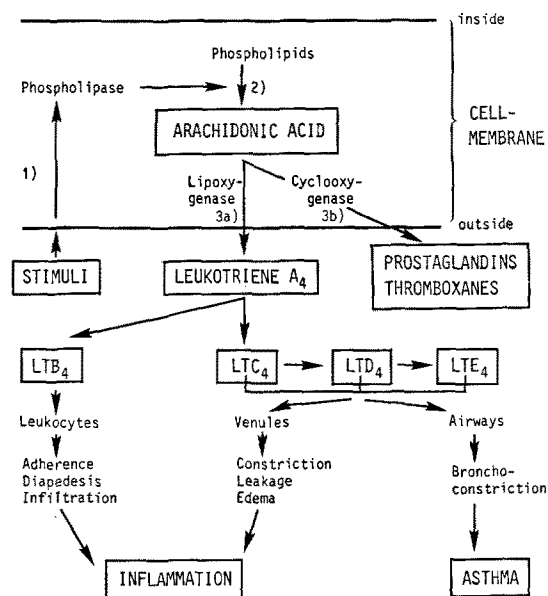 inside
Phospholipids
Phospholipase
2)
ARACHIDONIC ACID
CELL-
MEMBRANE
1)
Lipoxy-
genase
3a)
Cyclooxy-
genase
3b)
outside
STIMULI
LEUKOTRIENE A4
PROSTAGLANDINS
THROMBOXANES
LTB4
LTC4
LTD4
LTE4
Leukocytes
Venules
Airways
Adherence
Diapedesis
Infiltration
Constriction
Leakage
Edema
Broncho-
constriction
INFLAMMATION
ASTHMA